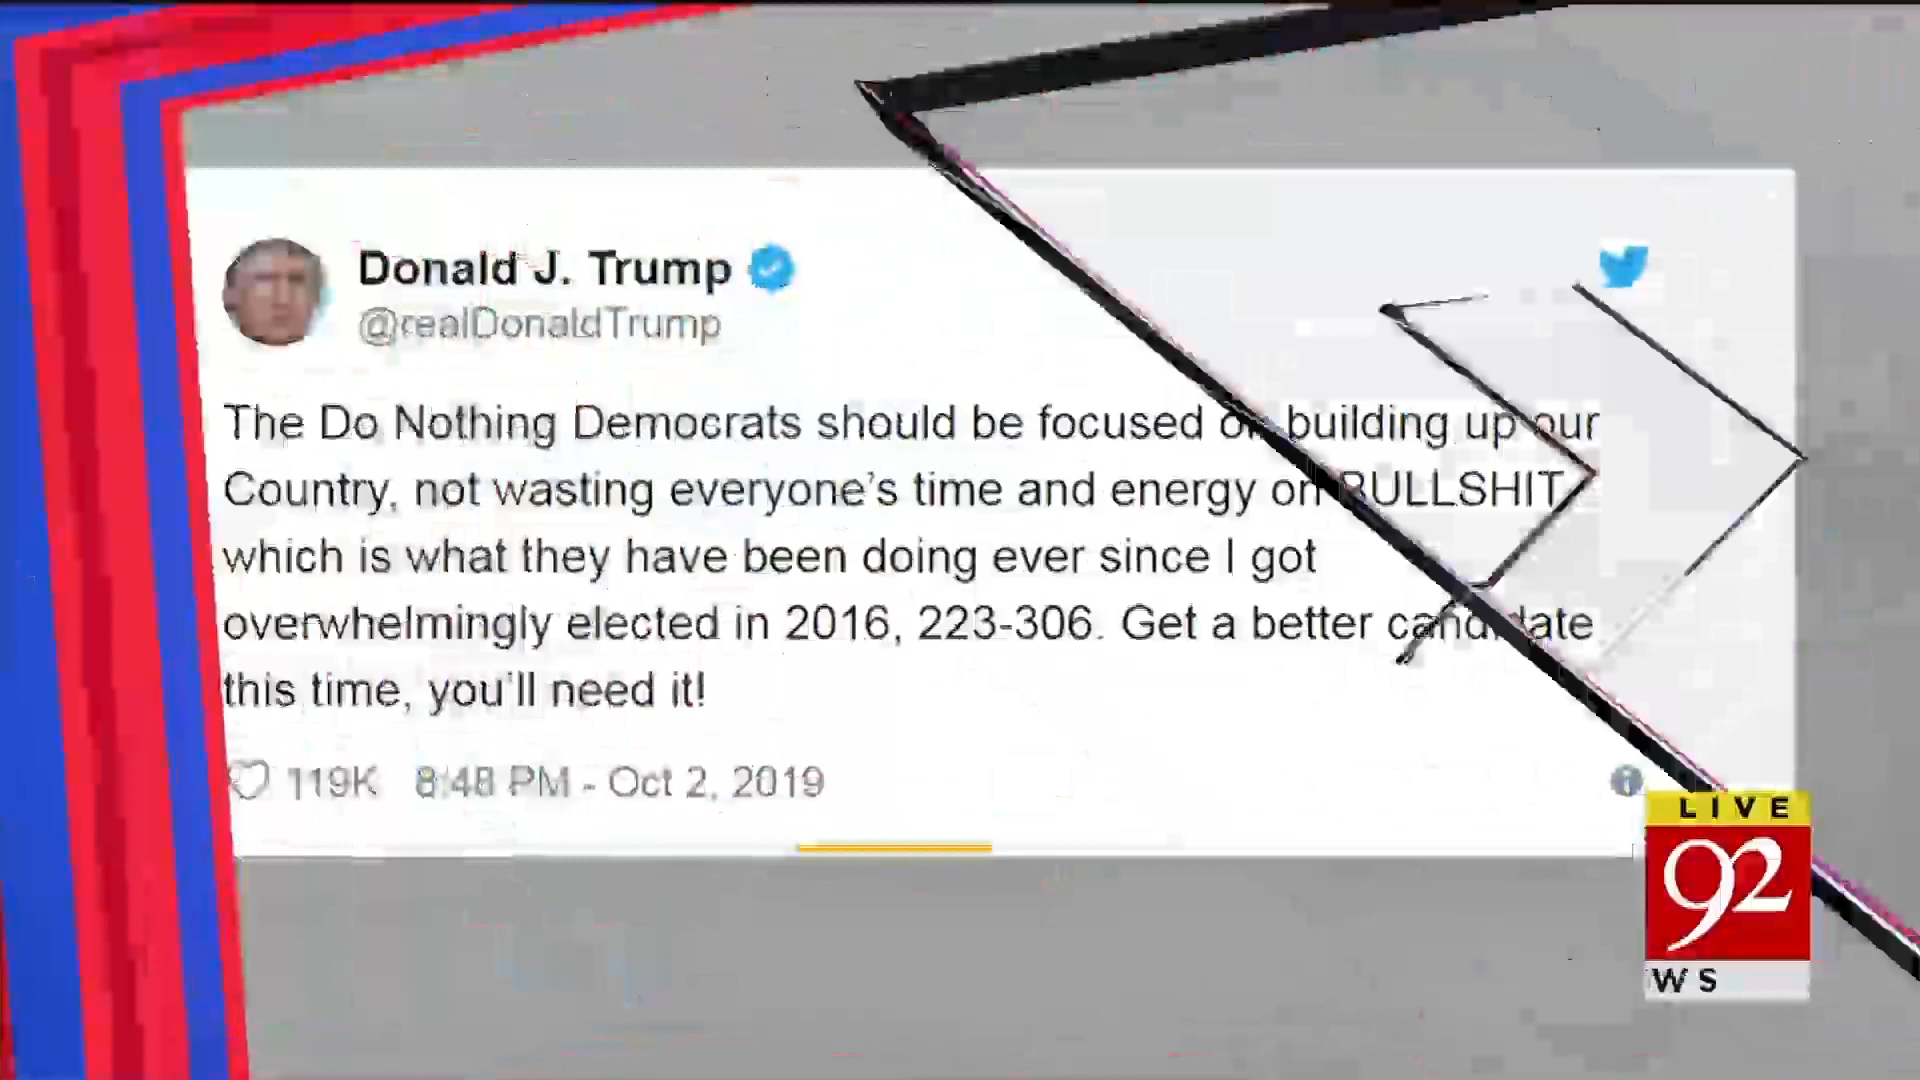 Donald J. Trump
@realDonaldTrump
The Do Nothing Democrats should be focused on building up our
Country, not wasting everyone's time and energy on BULLSHIT,
which is what they have been doing ever since I got
overwhelmingly elected in 2016, 223-306. Get a better candidate
this time, you'll need it!
119K 8:48 PM - Oct 2, 2019
LIVE
92
WS